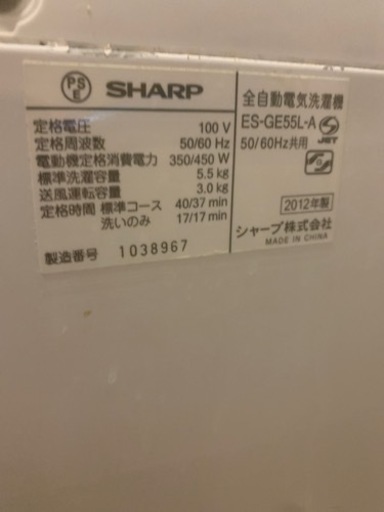 PSE SHARP
定格電圧 100 V
定格周波数 50/60 Hz
電動機定格消費電力 350/450 W
標準洗濯容量 5.5 kg
送風運転容量 3.0 kg
定格時間 標準コース 40/37 min
洗いのみ 17/17 min
製造番号 1038967
全自動電気洗濯機
ES-GE55L-A
50/60Hz共用
JET
2012年製
シャープ株式会社
MADE IN CHINA